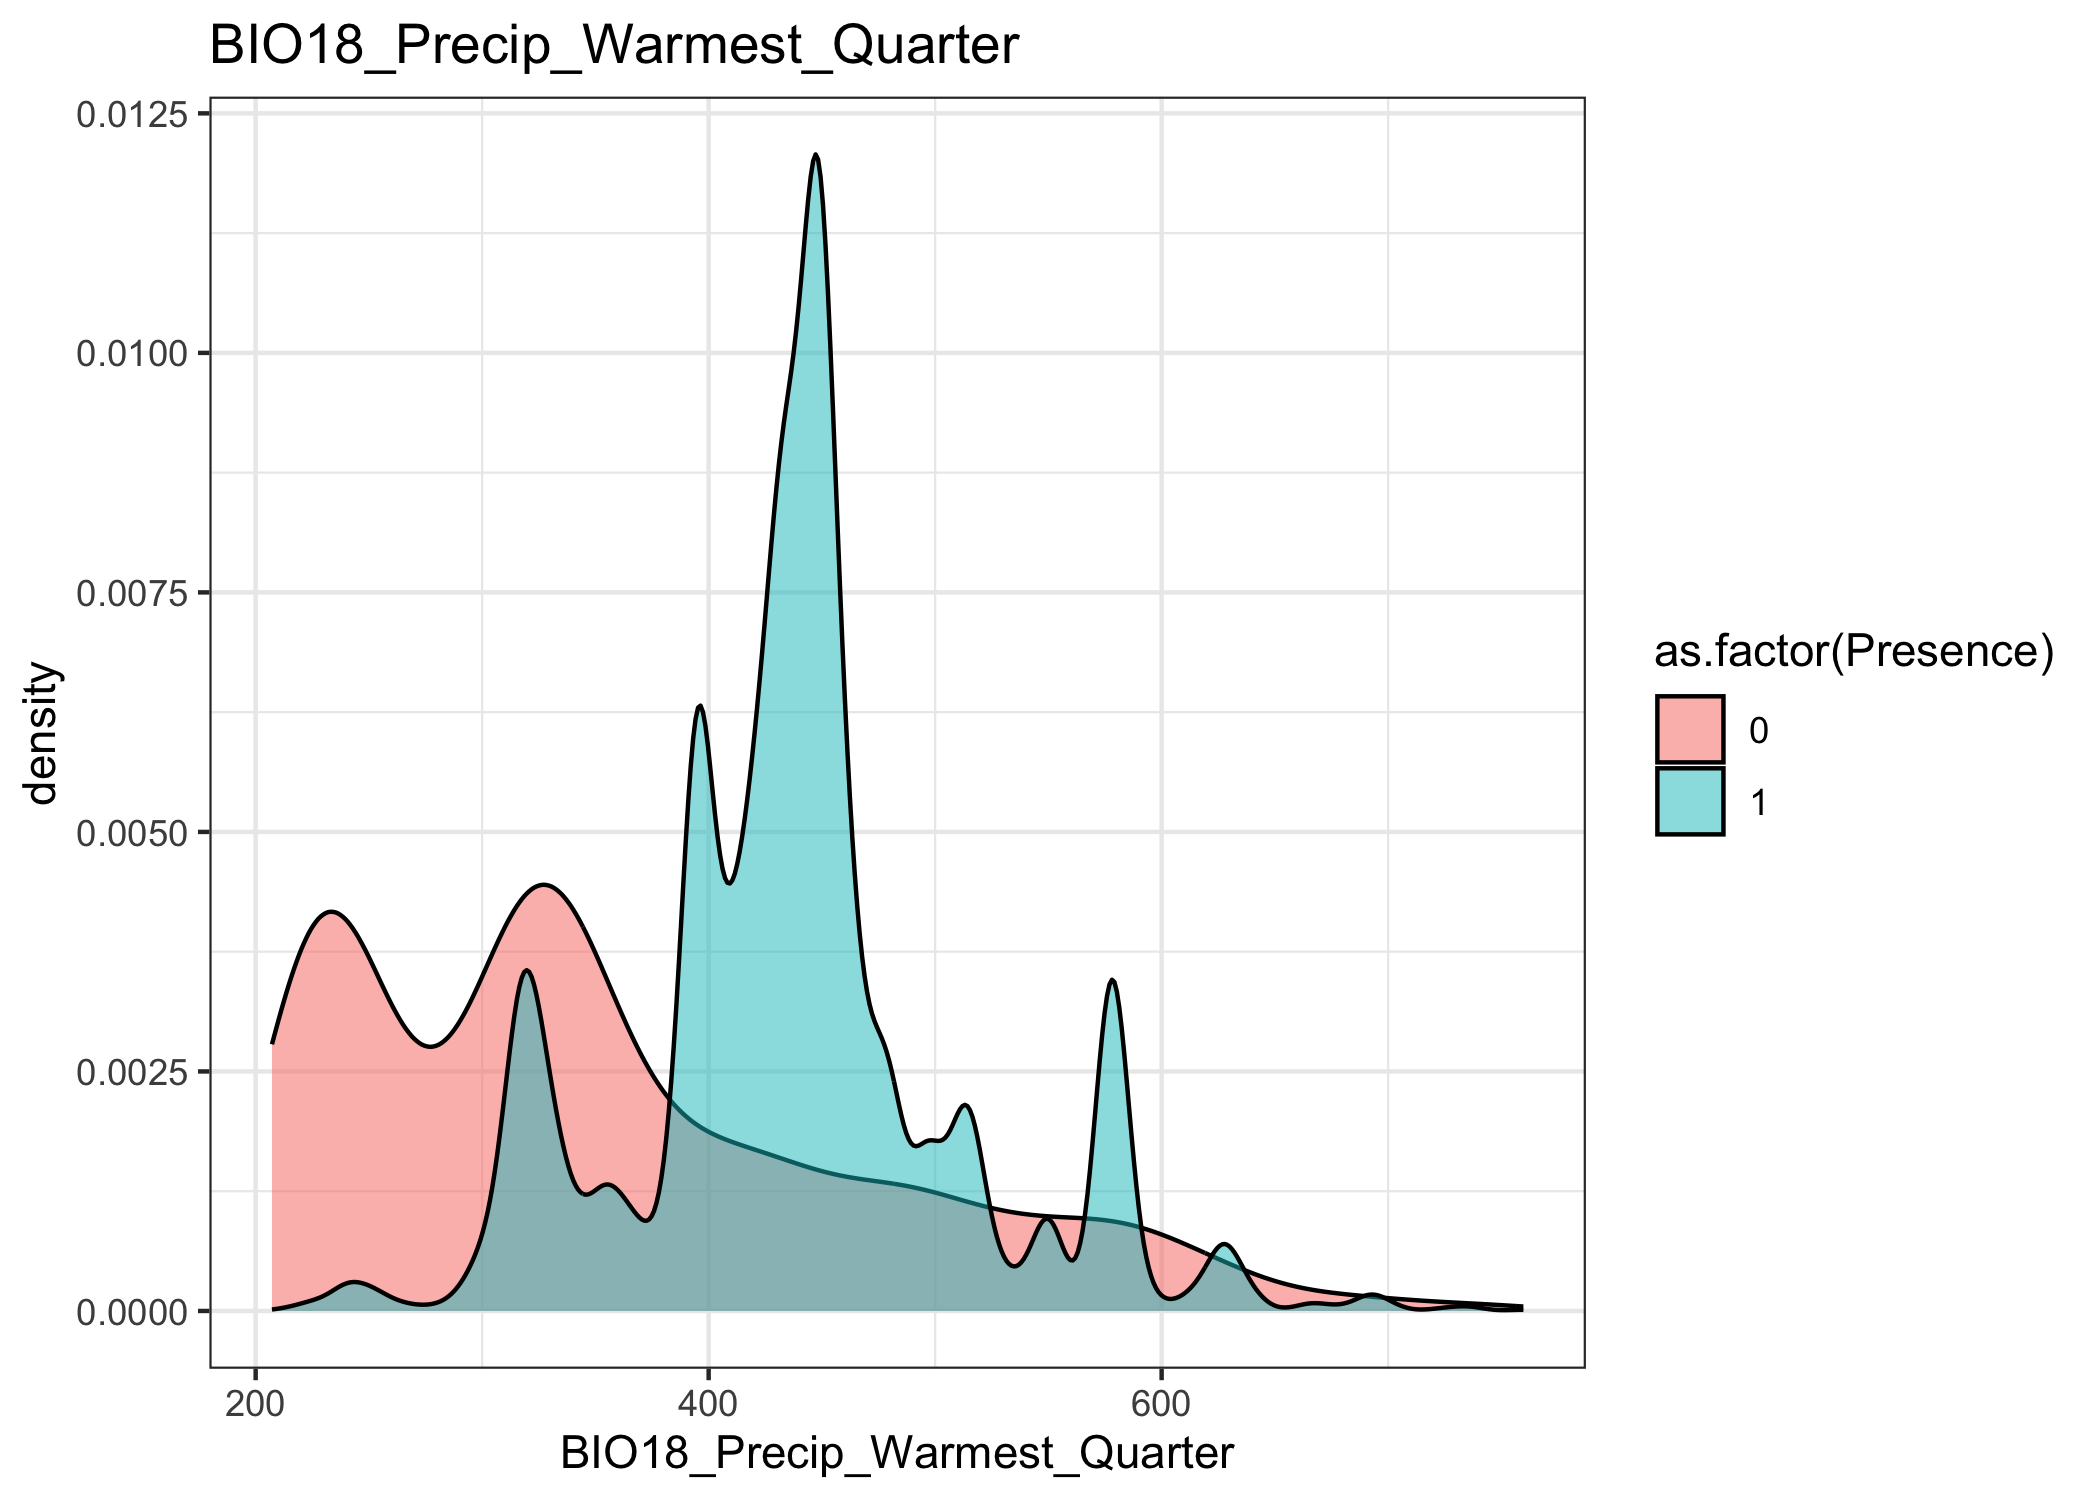 BIO18_Precip_Warmest_Quarter
0.0125
0.0100
0.0075
0.0050
0.0025
0.0000
density
200 400 600
BIO18_Precip_Warmest_Quarter
as.factor(Presence)
0
1